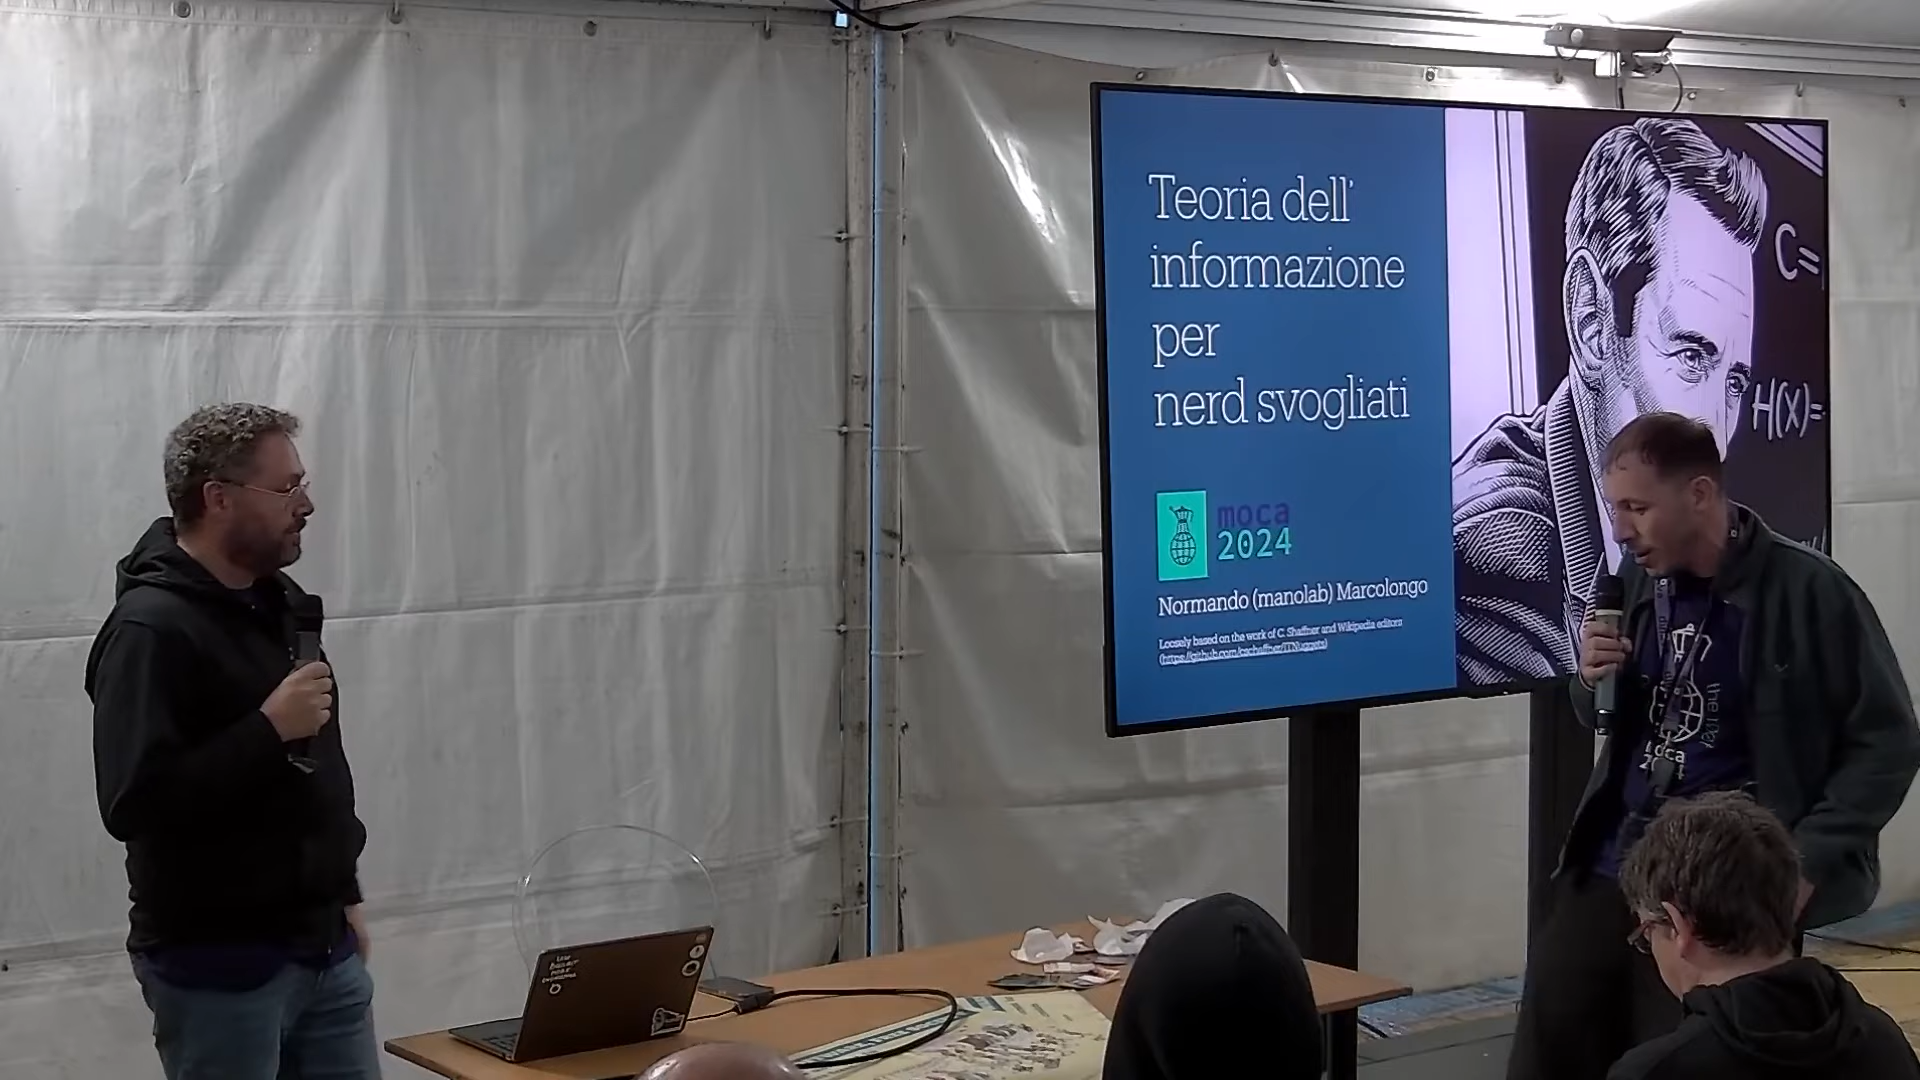 Teoria dell'
informazione
per
nerd svogliati
moca
2024
Normando (manolab) Marcolongo
Loosely based on the work of C. Shaffner and Wikipedia editors
C=
H(X)=
moca